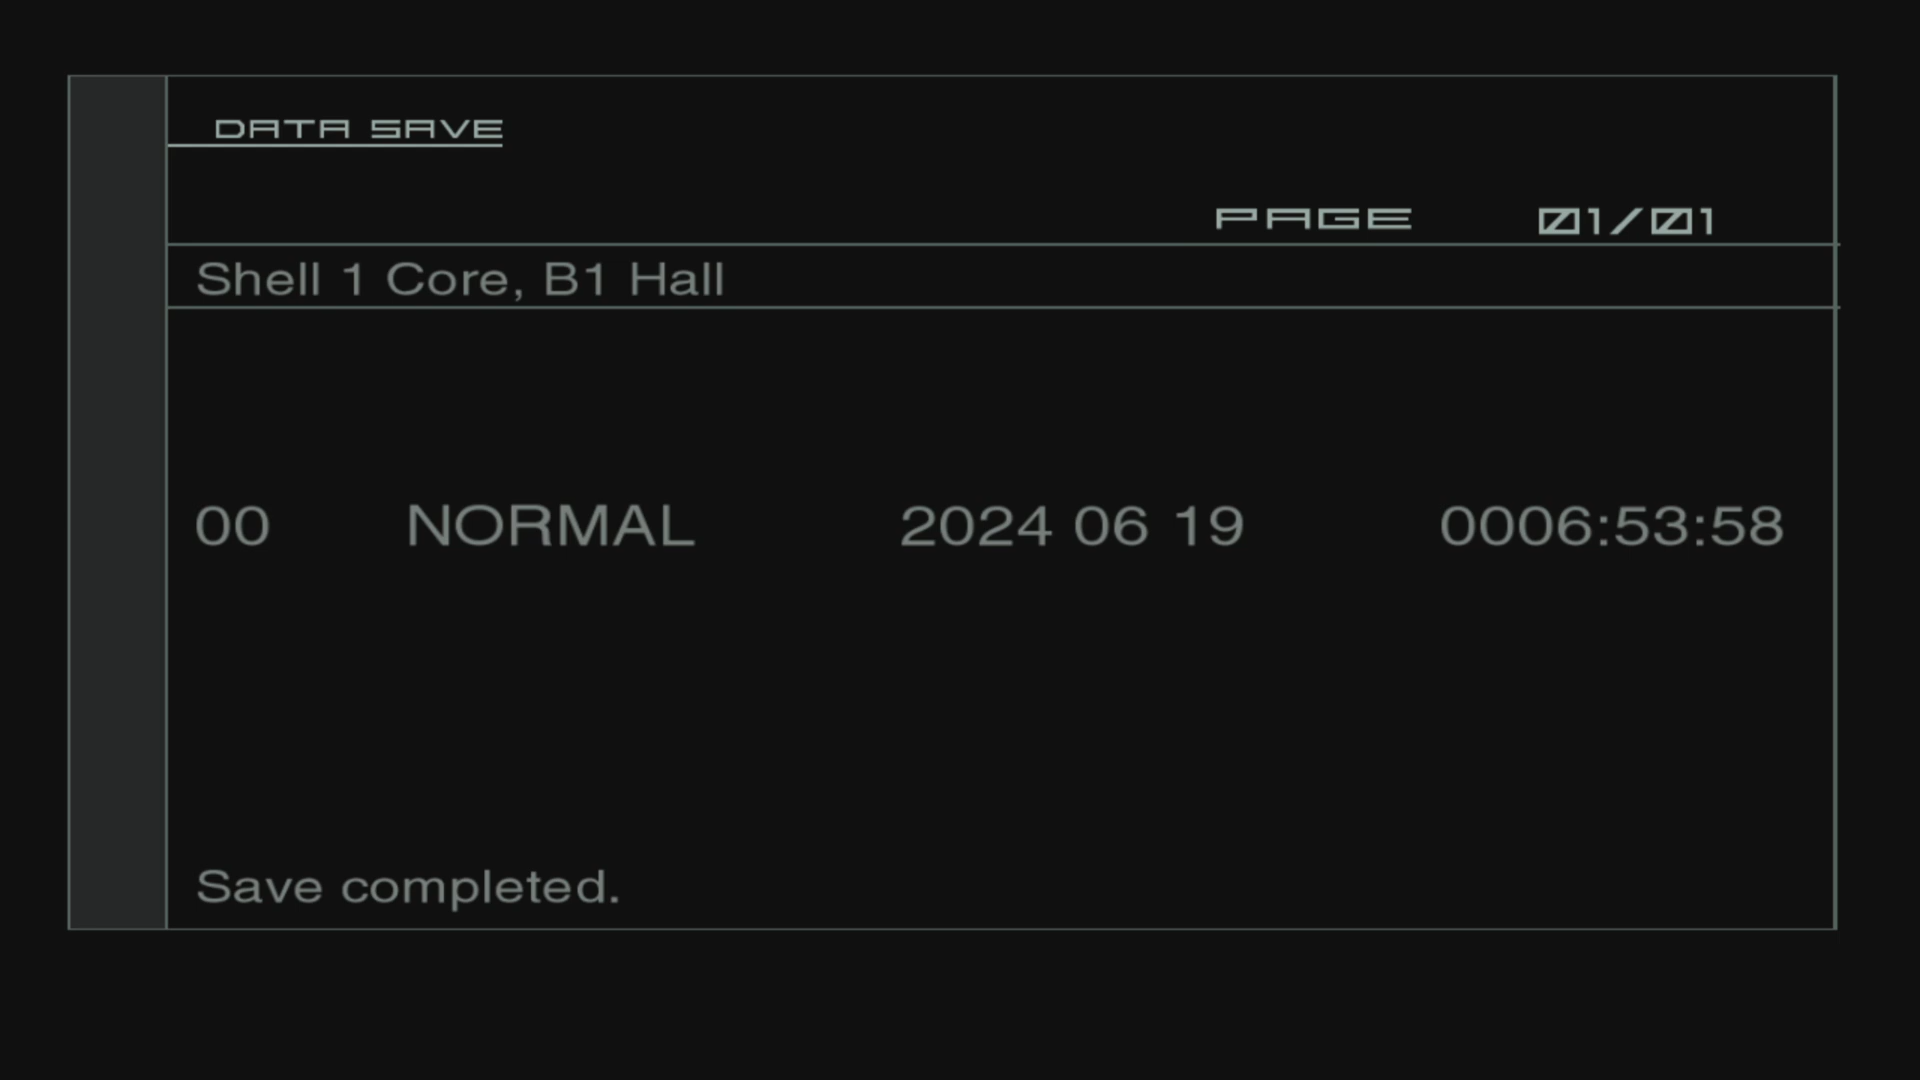 DATA SAVE
PAGE 01/01
Shell 1 Core, B1 Hall
00 NORMAL 2024 06 19 0006:53:58
Save completed.